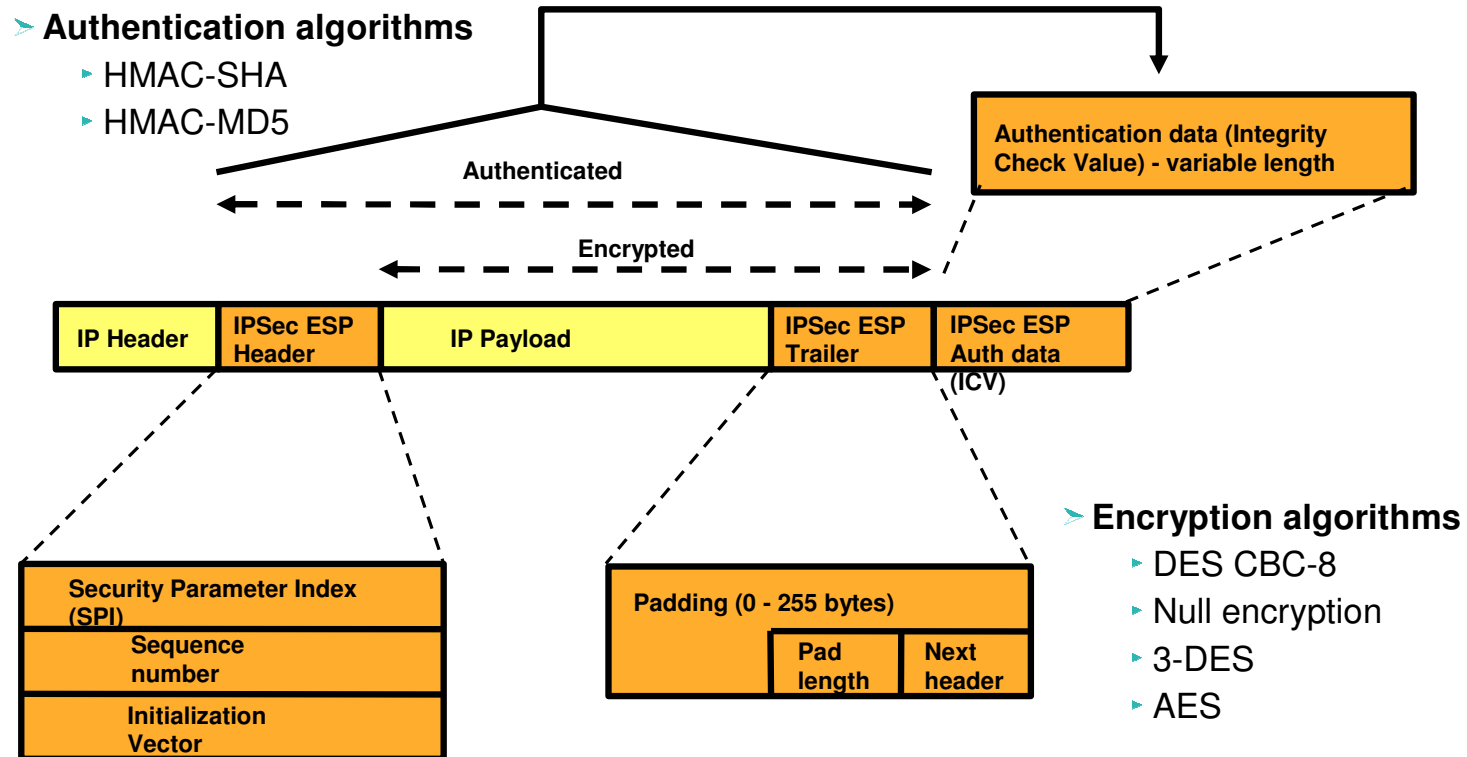 Authentication algorithms
HMAC-SHA
HMAC-MD5
Authentication data (Integrity
Check Value) - variable length
Authenticated
Encrypted
IP Header
IPSec ESP
Header
IP Payload
IPSec ESP
Trailer
IPSec ESP
Auth data
(ICV)
Security Parameter Index
(SPI)
Sequence
number
Initialization
Vector
Padding (0 - 255 bytes)
Pad
length
Next
header
Encryption algorithms
DES CBC-8
Null encryption
3-DES
AES